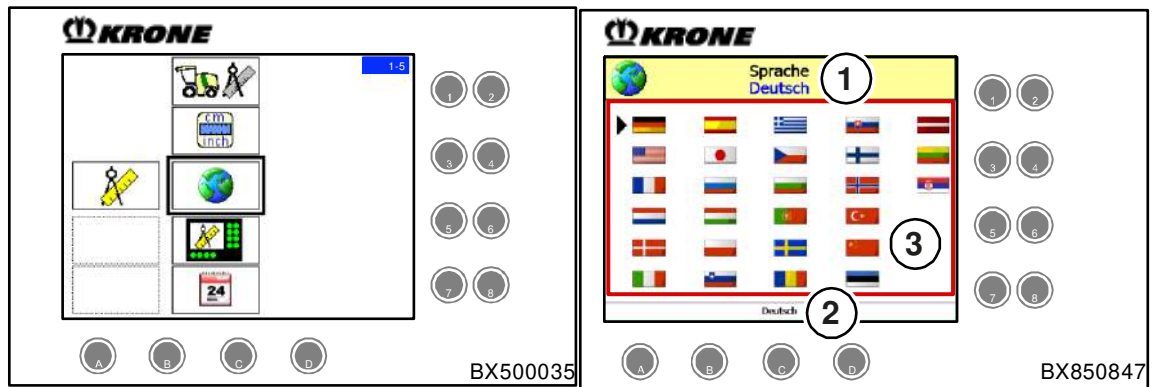 KRONE
1-5
cm
inch
24
1 2
3 4
5 6
7 8
A B C D
BX500035
KRONE
Sprache
Deutsch
1
3
Deutsch
2
1 2
3 4
5 6
7 8
A B C D
BX850847